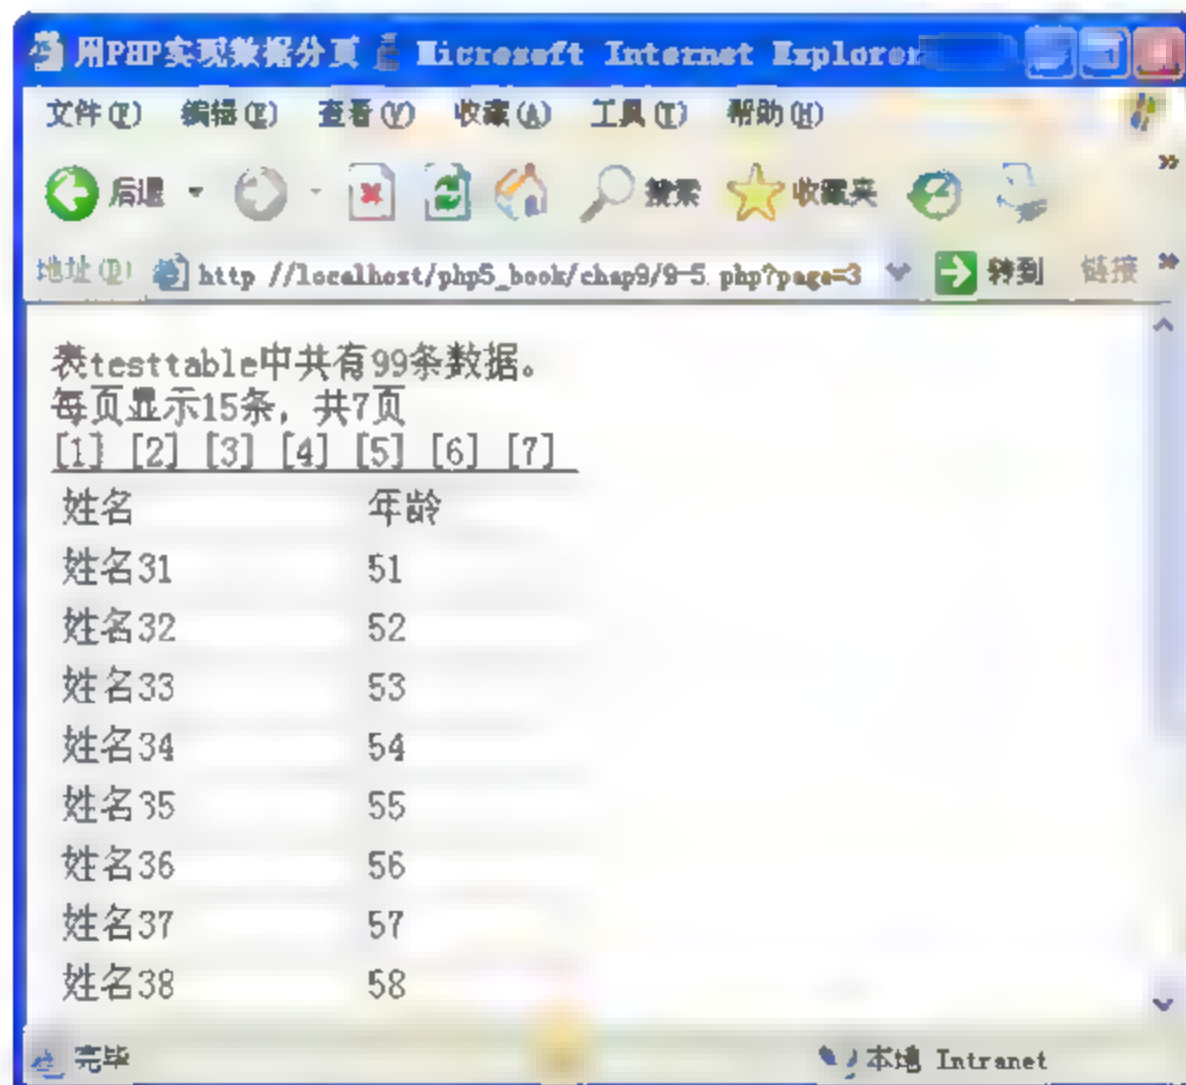 用PHP实现数据分页 Microsoft Internet Explorer
文件(F) 编辑(E) 查看(V) 收藏(A) 工具(T) 帮助(H)
后退 搜索 收藏夹 »
地址(D) http //localhost/php5_book/chap9/9-5.php?page=3 转到 链接 »
表testtable中共有99条数据。
每页显示15条, 共7页
[1] [2] [3] [4] [5] [6] [7]
姓名 年龄
姓名31 51
姓名32 52
姓名33 53
姓名34 54
姓名35 55
姓名36 56
姓名37 57
姓名38 58
完毕 本地 Intranet